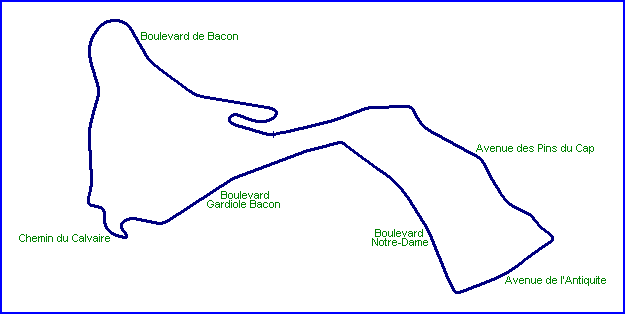 Boulevard de Bacon
Avenue des Pins du Cap
Boulevard
Gardiole Bacon
Chemin du Calvaire
Boulevard
Notre-Dame
Avenue de l'Antiquite